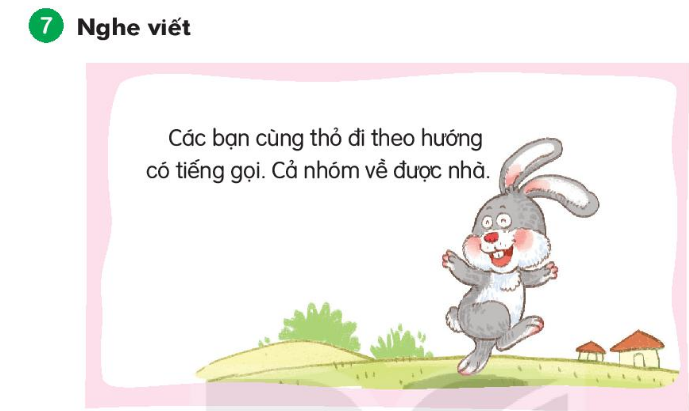 7 Nghe viết
Các bạn cùng thỏ đi theo hướng
có tiếng gọi. Cả nhóm về được nhà.